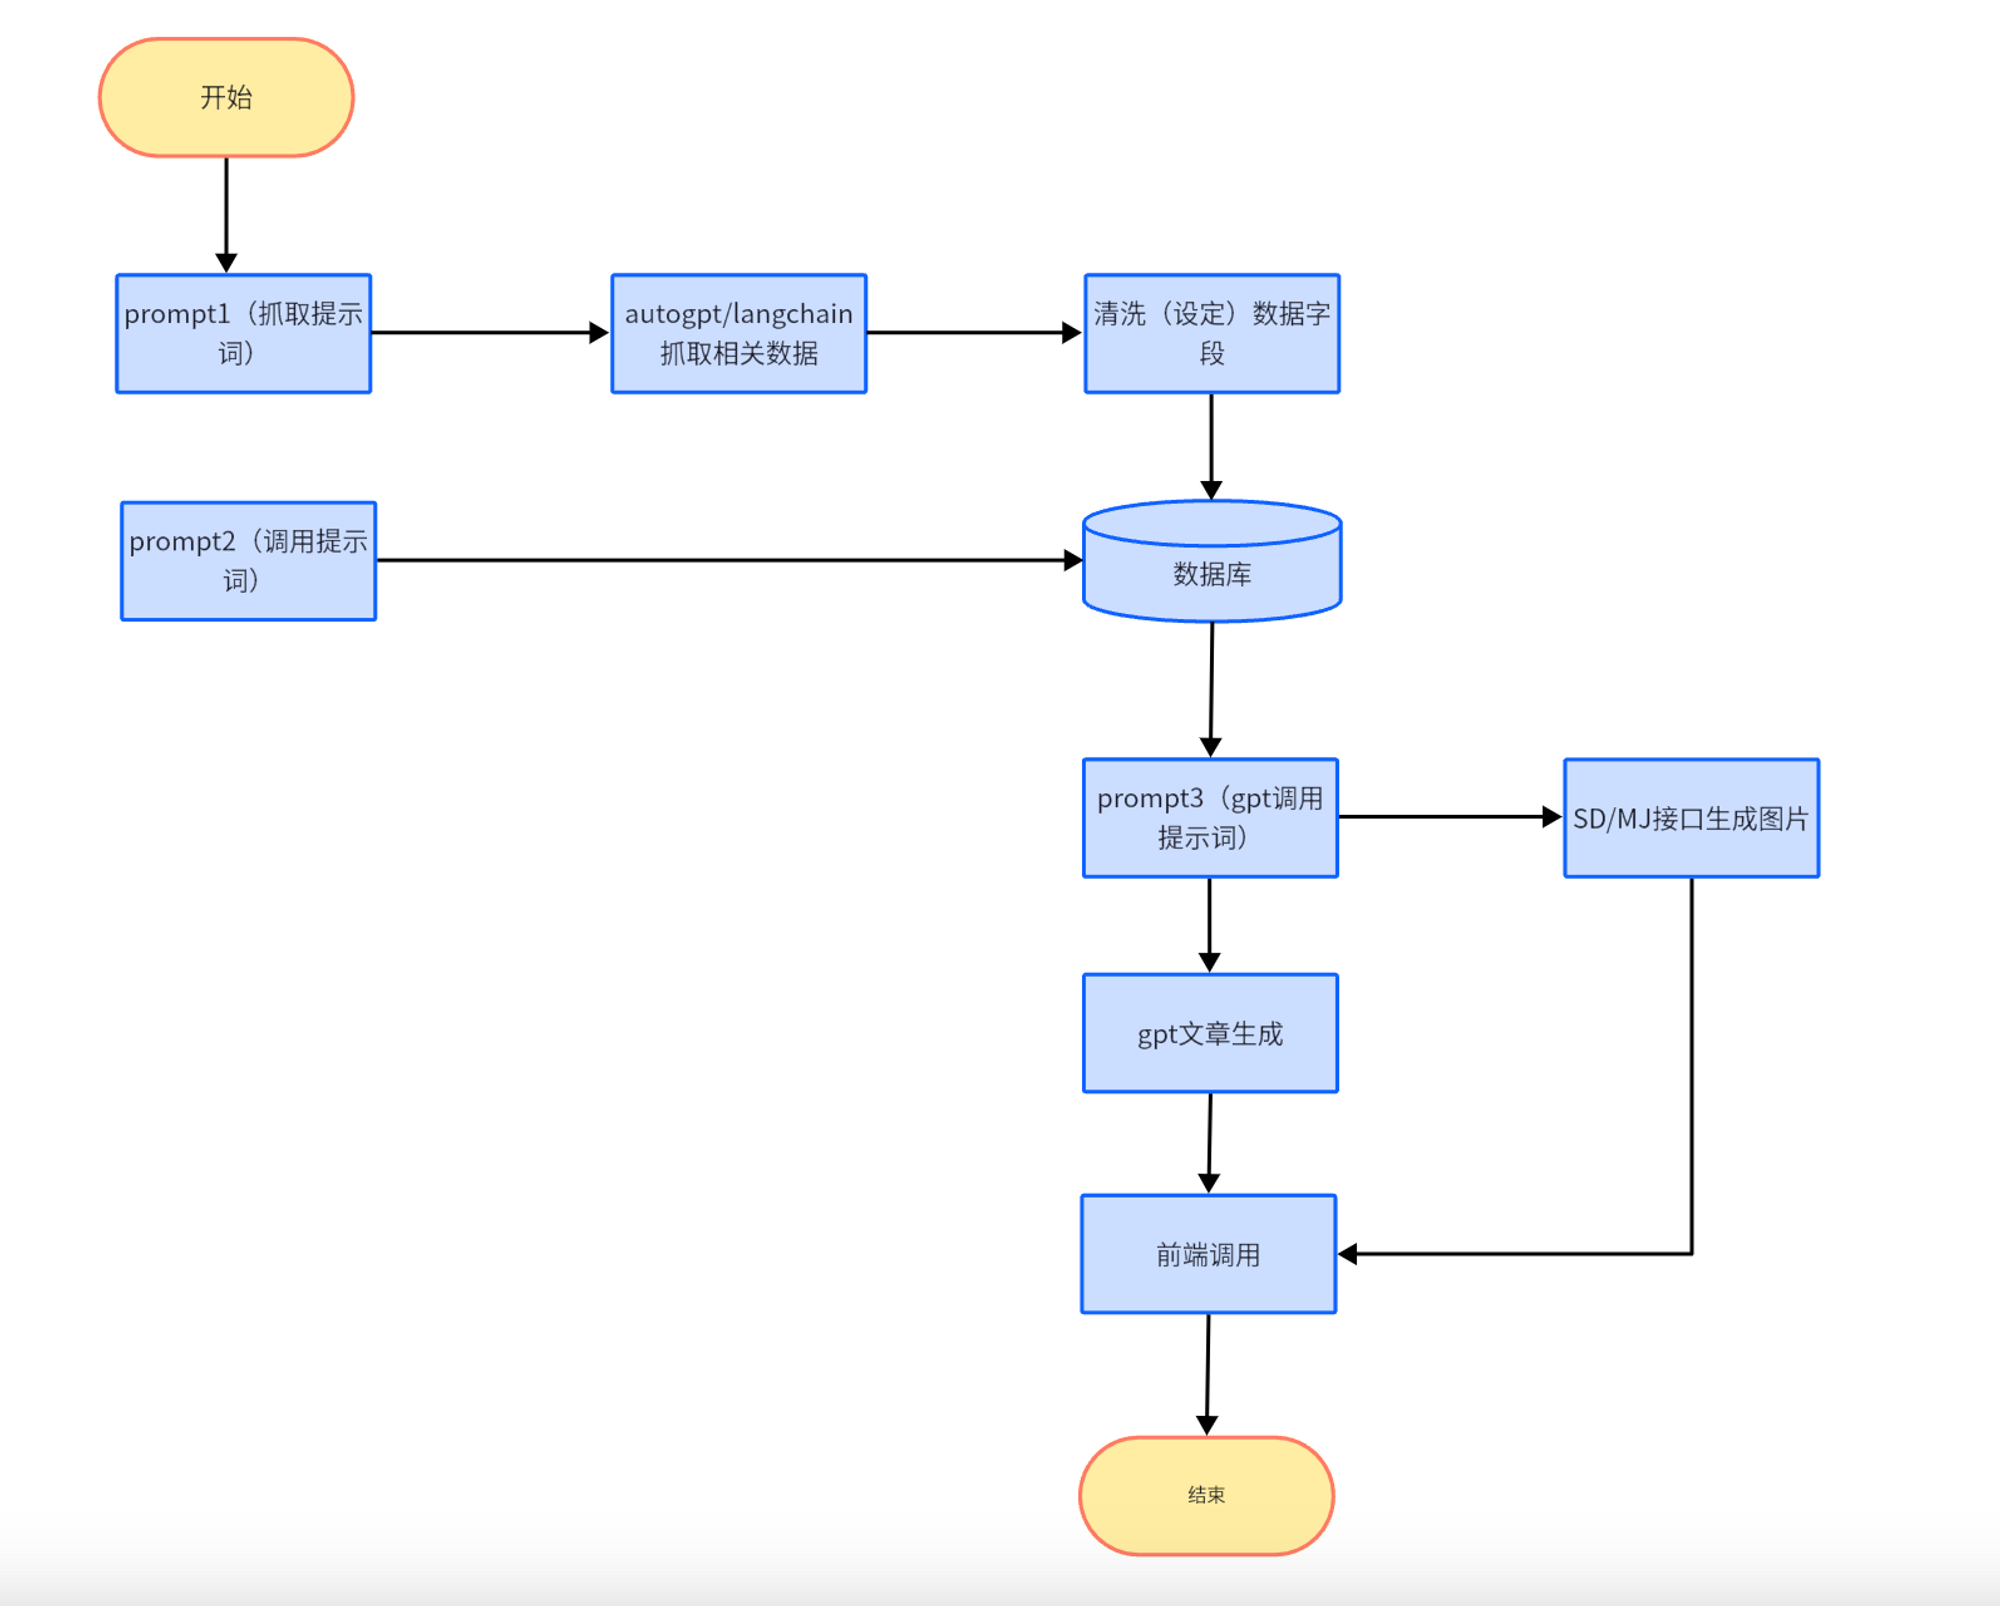 开始
prompt1（抓取提示
词）
autogpt/langchain
抓取相关数据
清洗（设定）数据字
段
prompt2（调用提示
词）
数据库
prompt3（gpt调用
提示词）
SD/MJ接口生成图片
gpt文章生成
前端调用
结束